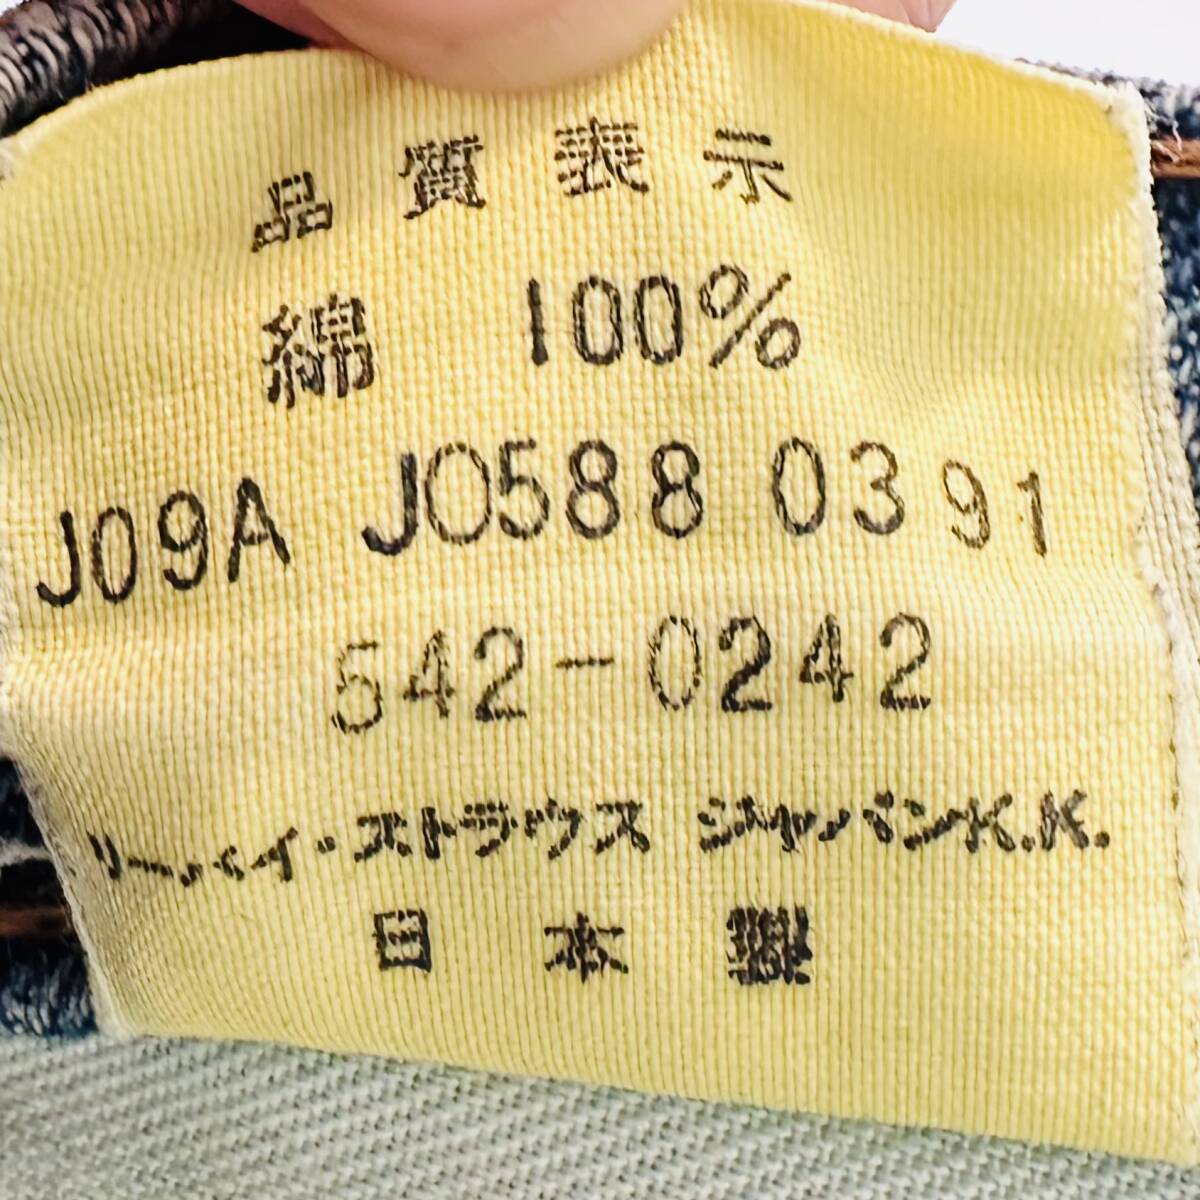 品質表示
綿 100%
J09A J0588 0391
542-0242
リーバイ・ストラウス ジャパンK.K.
日本製